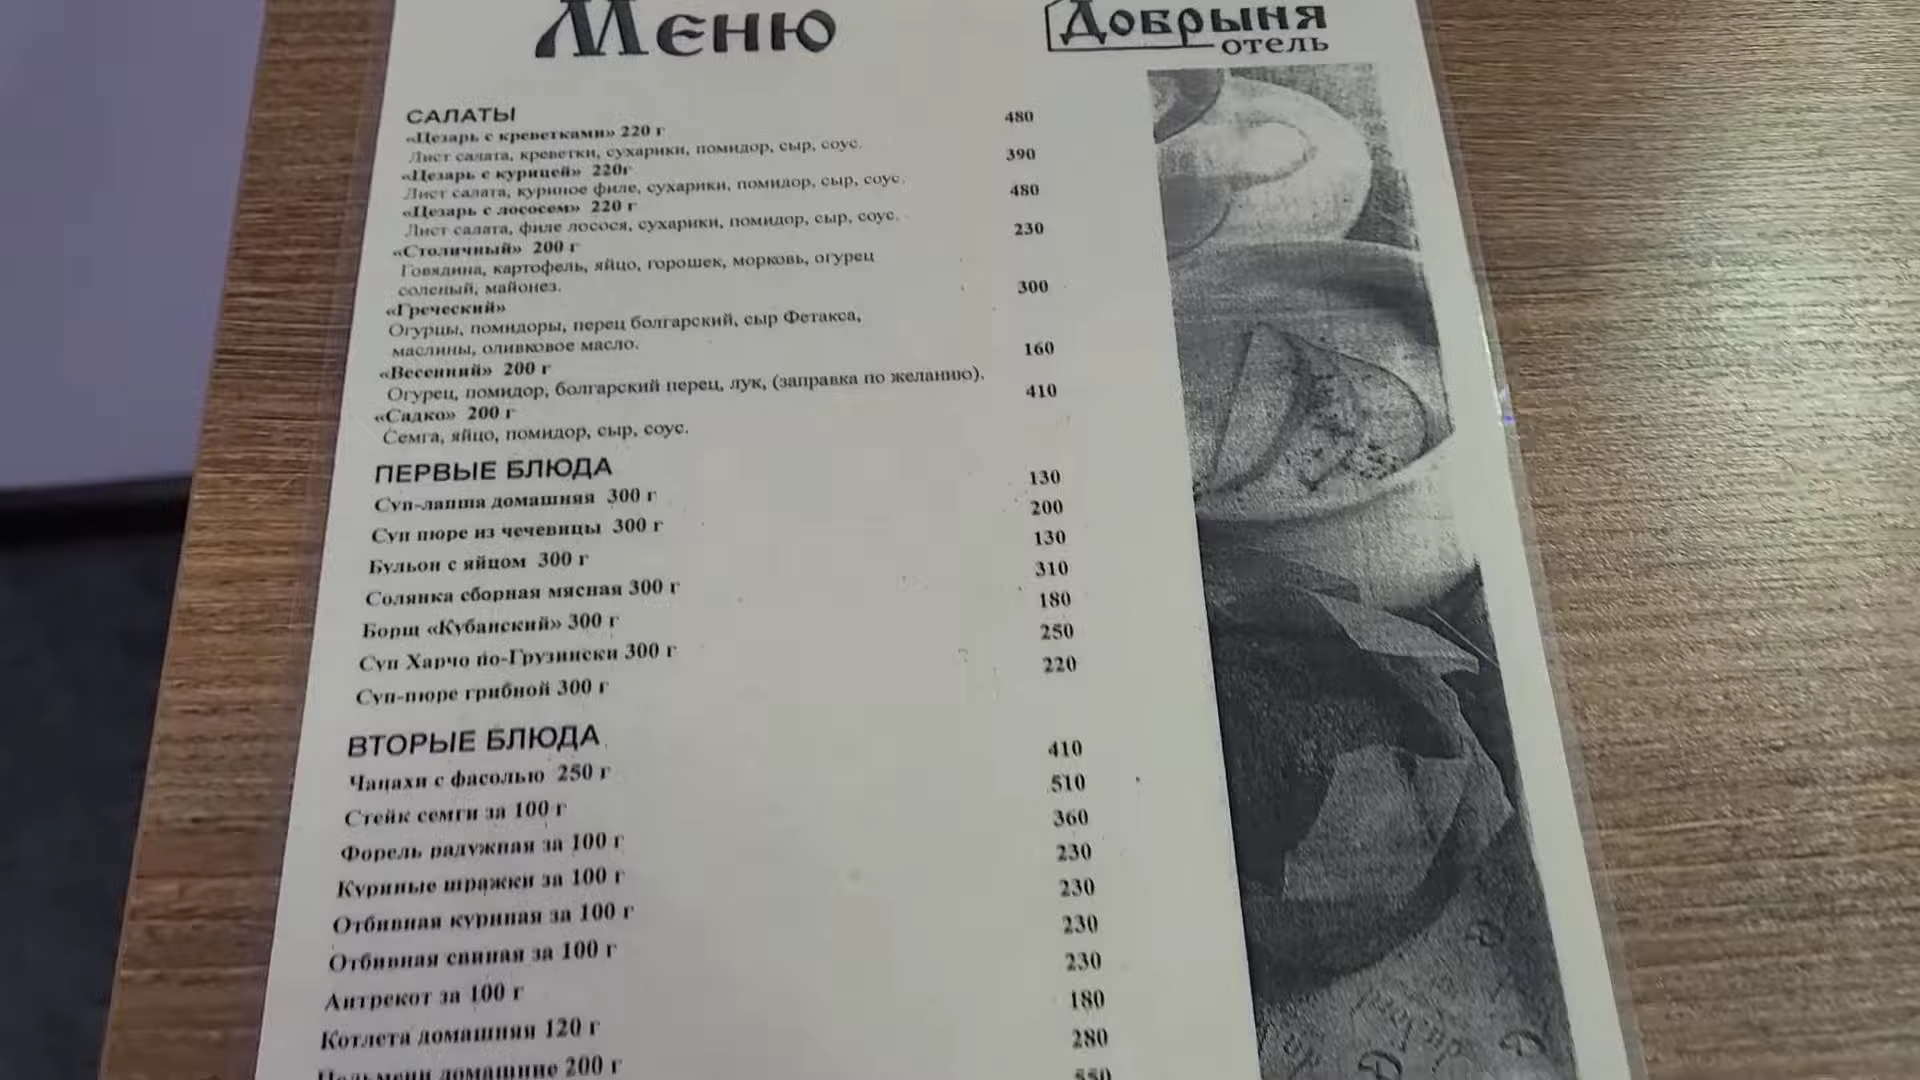 Меню
Добрыня
отель
САЛАТЫ
«Цезарь с креветками» 220 г 480
Лист салата, креветки, сухарики, помидор, сыр, соус.
«Цезарь с курицей» 220г 390
Лист салата, куриное филе, сухарики, помидор, сыр, соус.
«Цезарь с лососем» 220 г 480
Лист салата, филе лосося, сухарики, помидор, сыр, соус.
«Столичный» 200 г 230
Говядина, картофель, яйцо, горошек, морковь, огурец
соленый, майонез.
«Греческий» 300
Огурцы, помидоры, перец болгарский, сыр Фетакса,
маслины, оливковое масло.
«Весенний» 200 г 160
Огурец, помидор, болгарский перец, лук, (заправка по желанию).
«Садко» 200 г 410
Семга, яйцо, помидор, сыр, соус.
ПЕРВЫЕ БЛЮДА
Суп-лапша домашняя 300 г 130
Суп пюре из чечевицы 300 г 200
Бульон с яйцом 300 г 130
Солянка сборная мясная 300 г 310
Борщ «Кубанский» 300 г 180
Суп Харчо по-Грузински 300 г 250
Суп-пюре грибной 300 г 220
ВТОРЫЕ БЛЮДА
Чанахи с фасолью 250 г 410
Стейк семги за 100 г 510
Форель радужная за 100 г 360
Куриные шражки за 100 г 230
Отбивная куриная за 100 г 230
Отбивная свиная за 100 г 230
Антрекот за 100 г 230
Котлета домашняя 120 г 180
Пельмени домашние 200 г 280
550